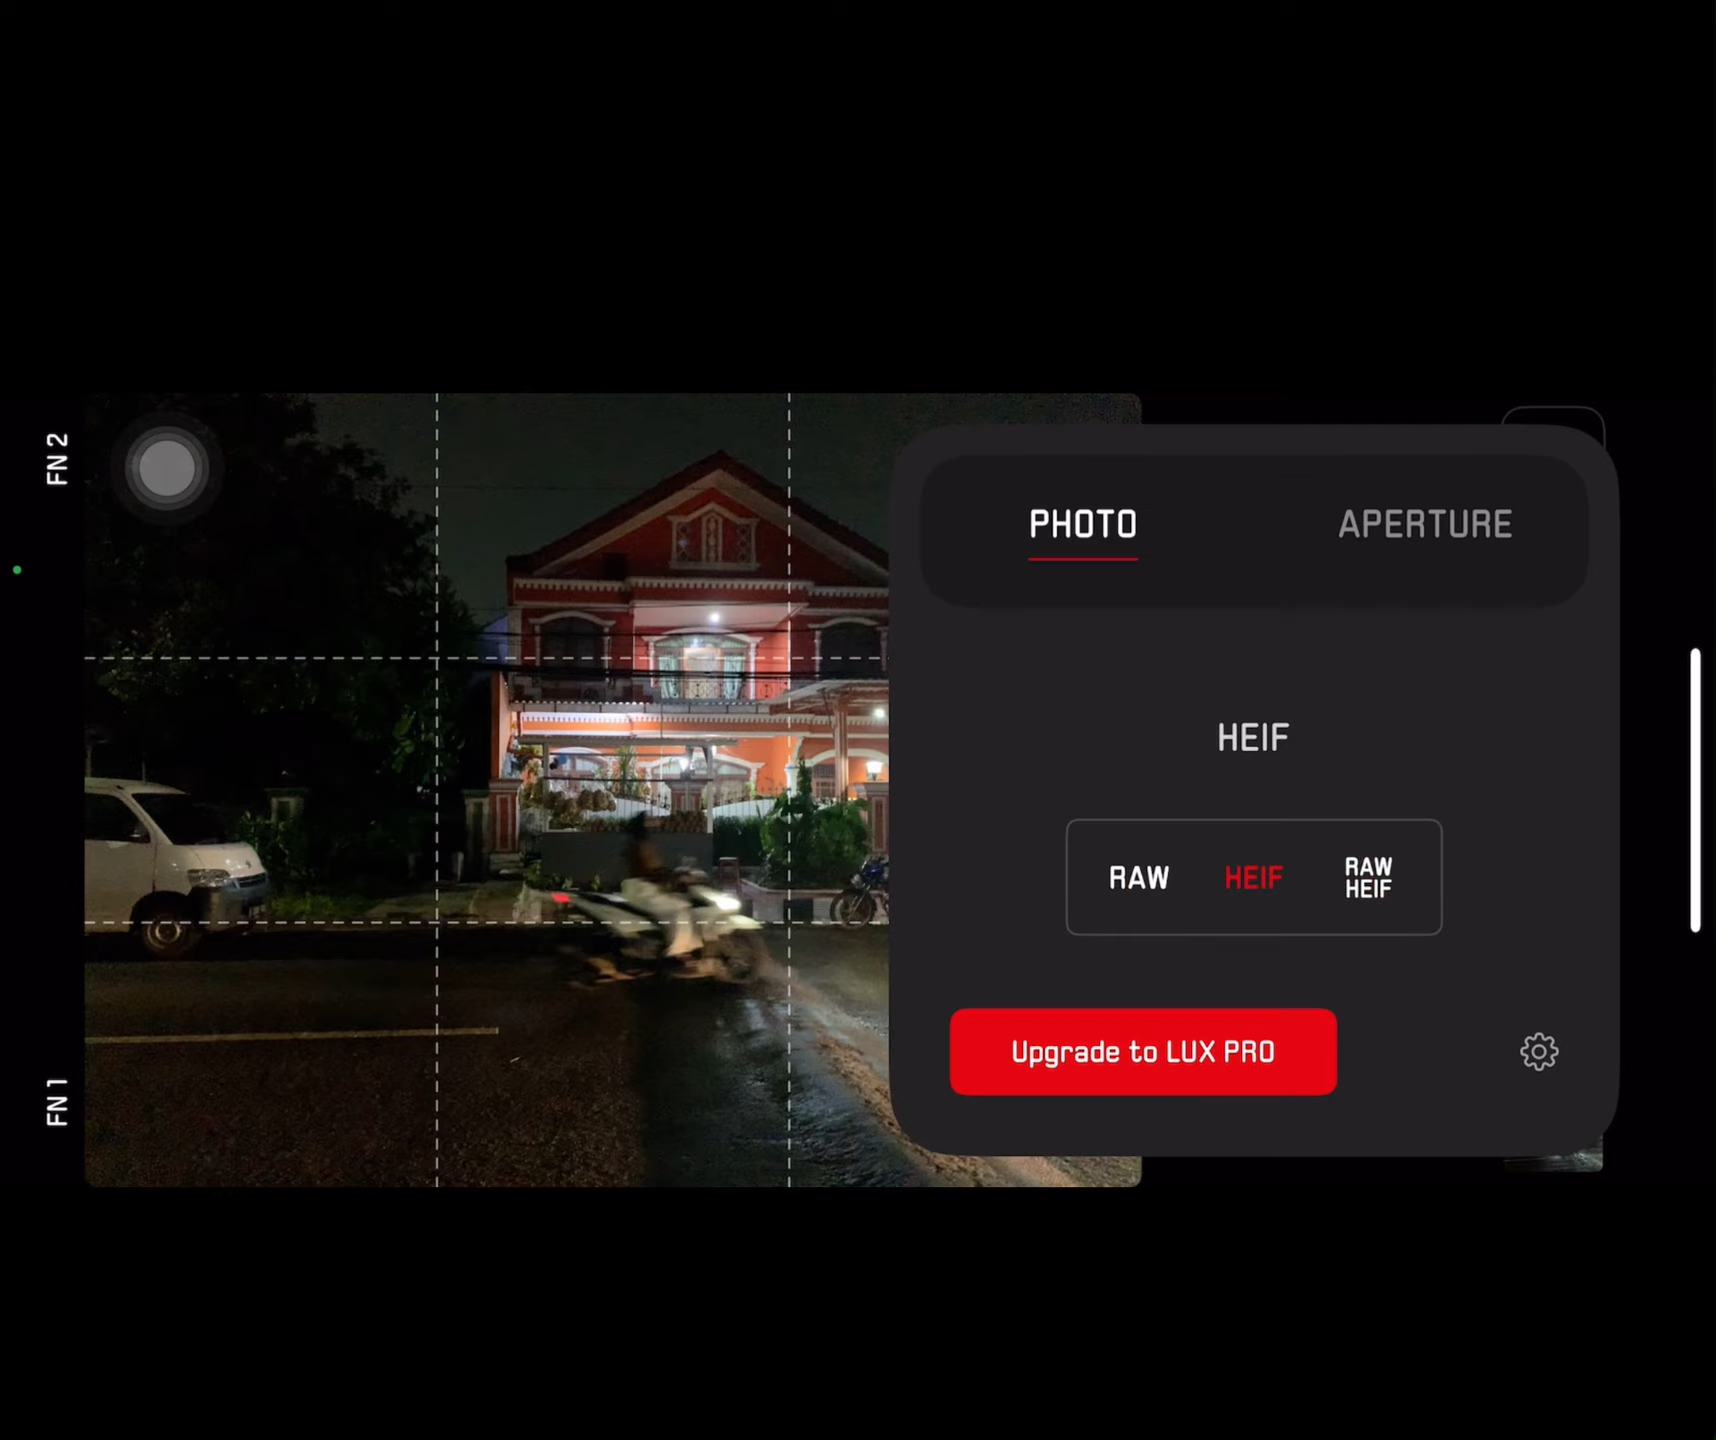 FN 2
FN 1
PHOTO
APERTURE
HEIF
RAW
HEIF
RAW
HEIF
Upgrade to LUX PRO